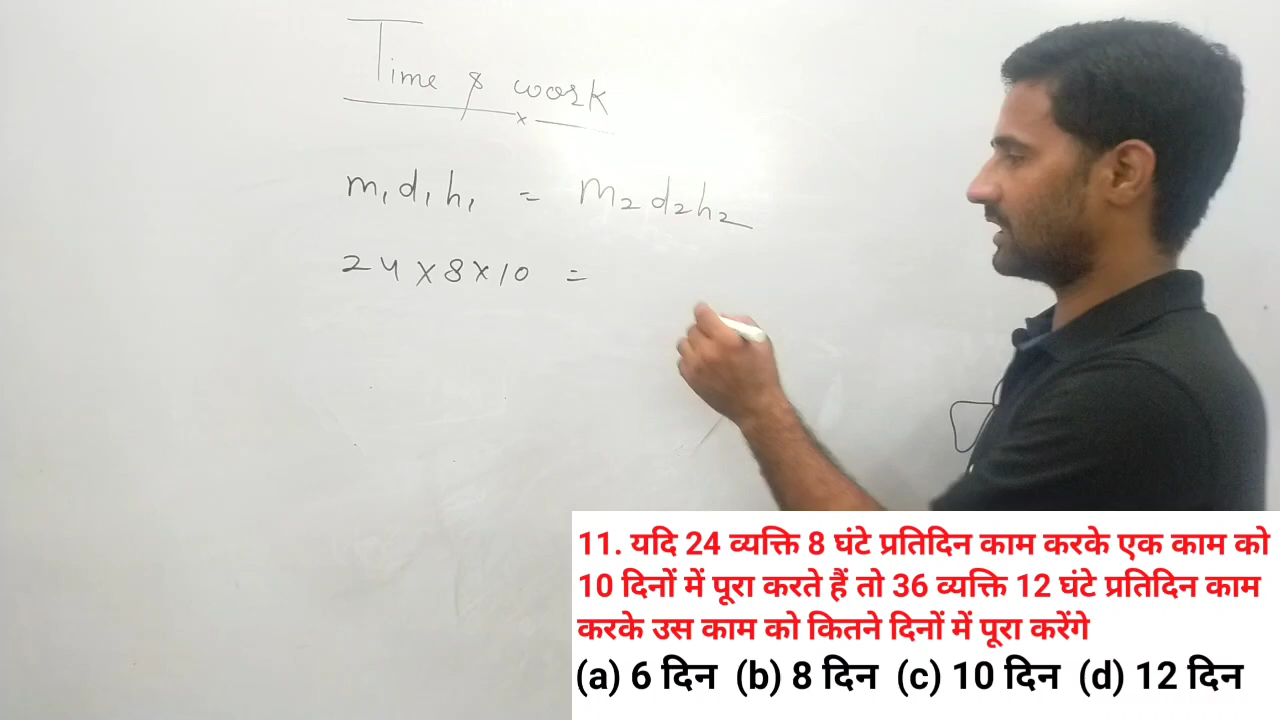 Time & work
m₁d₁h₁ = M₂d₂h₂
24×8×10 =
11. यदि 24 व्यक्ति 8 घंटे प्रतिदिन काम करके एक काम को
10 दिनों में पूरा करते हैं तो 36 व्यक्ति 12 घंटे प्रतिदिन काम
करके उस काम को कितने दिनों में पूरा करेंगे
(a) 6 दिन (b) 8 दिन (c) 10 दिन (d) 12 दिन